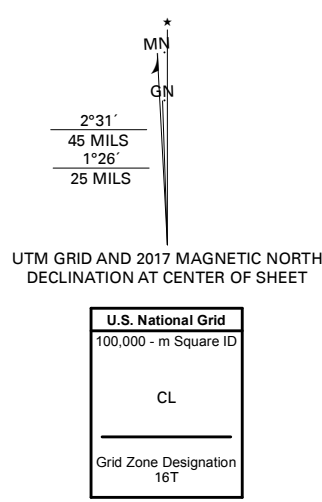 MN
GN
2°31´
45 MILS
1°26´
25 MILS
UTM GRID AND 2017 MAGNETIC NORTH
DECLINATION AT CENTER OF SHEET
U.S. National Grid
100,000 - m Square ID
CL
Grid Zone Designation
16T